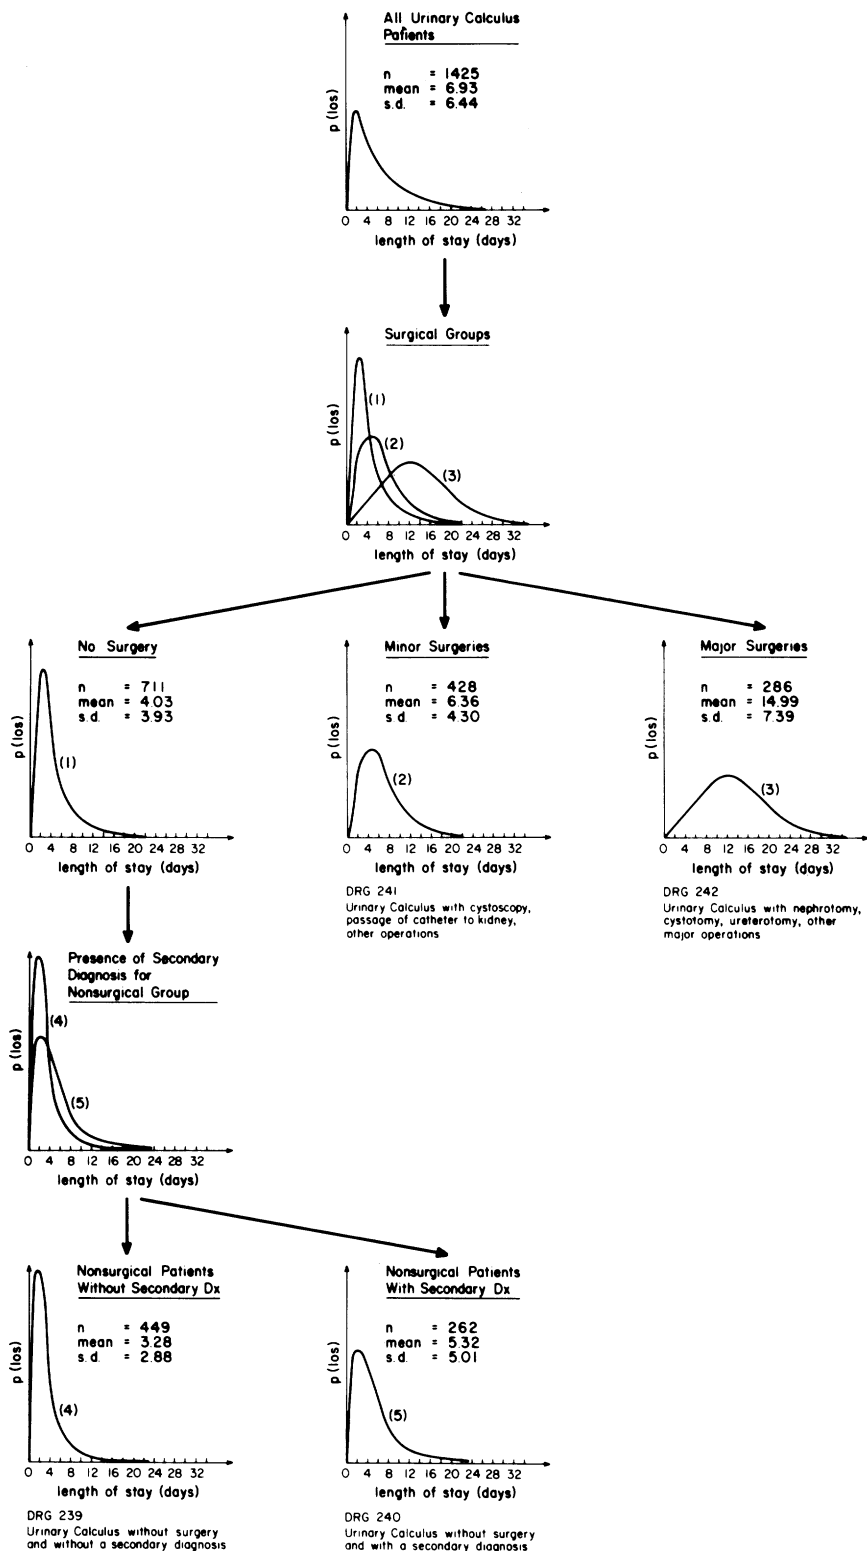 All Urinary Calculus
Patients
n = 1425
mean = 6.93
s.d. = 6.44
p (los)
0 4 8 12 16 20 24 28 32
length of stay (days)
Surgical Groups
(1)
(2)
(3)
p (los)
0 4 8 12 16 20 24 28 32
length of stay (days)
No Surgery
n = 711
mean = 4.03
s.d. = 3.93
(1)
p (los)
0 4 8 12 16 20 24 28 32
length of stay (days)
Minor Surgeries
n = 428
mean = 6.36
s.d. = 4.30
(2)
p (los)
0 4 8 12 16 20 24 28 32
length of stay (days)
DRG 241
Urinary Calculus with cystoscopy,
passage of catheter to kidney,
other operations
Major Surgeries
n = 286
mean = 14.99
s.d. = 7.39
(3)
p (los)
0 4 8 12 16 20 24 28 32
length of stay (days)
DRG 242
Urinary Calculus with nephrotomy,
cystotomy, ureterotomy, other
major operations
Presence of Secondary
Diagnosis for
Nonsurgical Group
(4)
(5)
p (los)
0 4 8 12 16 20 24 28 32
length of stay (days)
Nonsurgical Patients
Without Secondary Dx
n = 449
mean = 3.28
s.d. = 2.88
(4)
p (los)
0 4 8 12 16 20 24 28 32
length of stay (days)
DRG 239
Urinary Calculus without surgery
and without a secondary diagnosis
Nonsurgical Patients
With Secondary Dx
n = 262
mean = 5.32
s.d. = 5.01
(5)
p (los)
0 4 8 12 16 20 24 28 32
length of stay (days)
DRG 240
Urinary Calculus without surgery
and with a secondary diagnosis